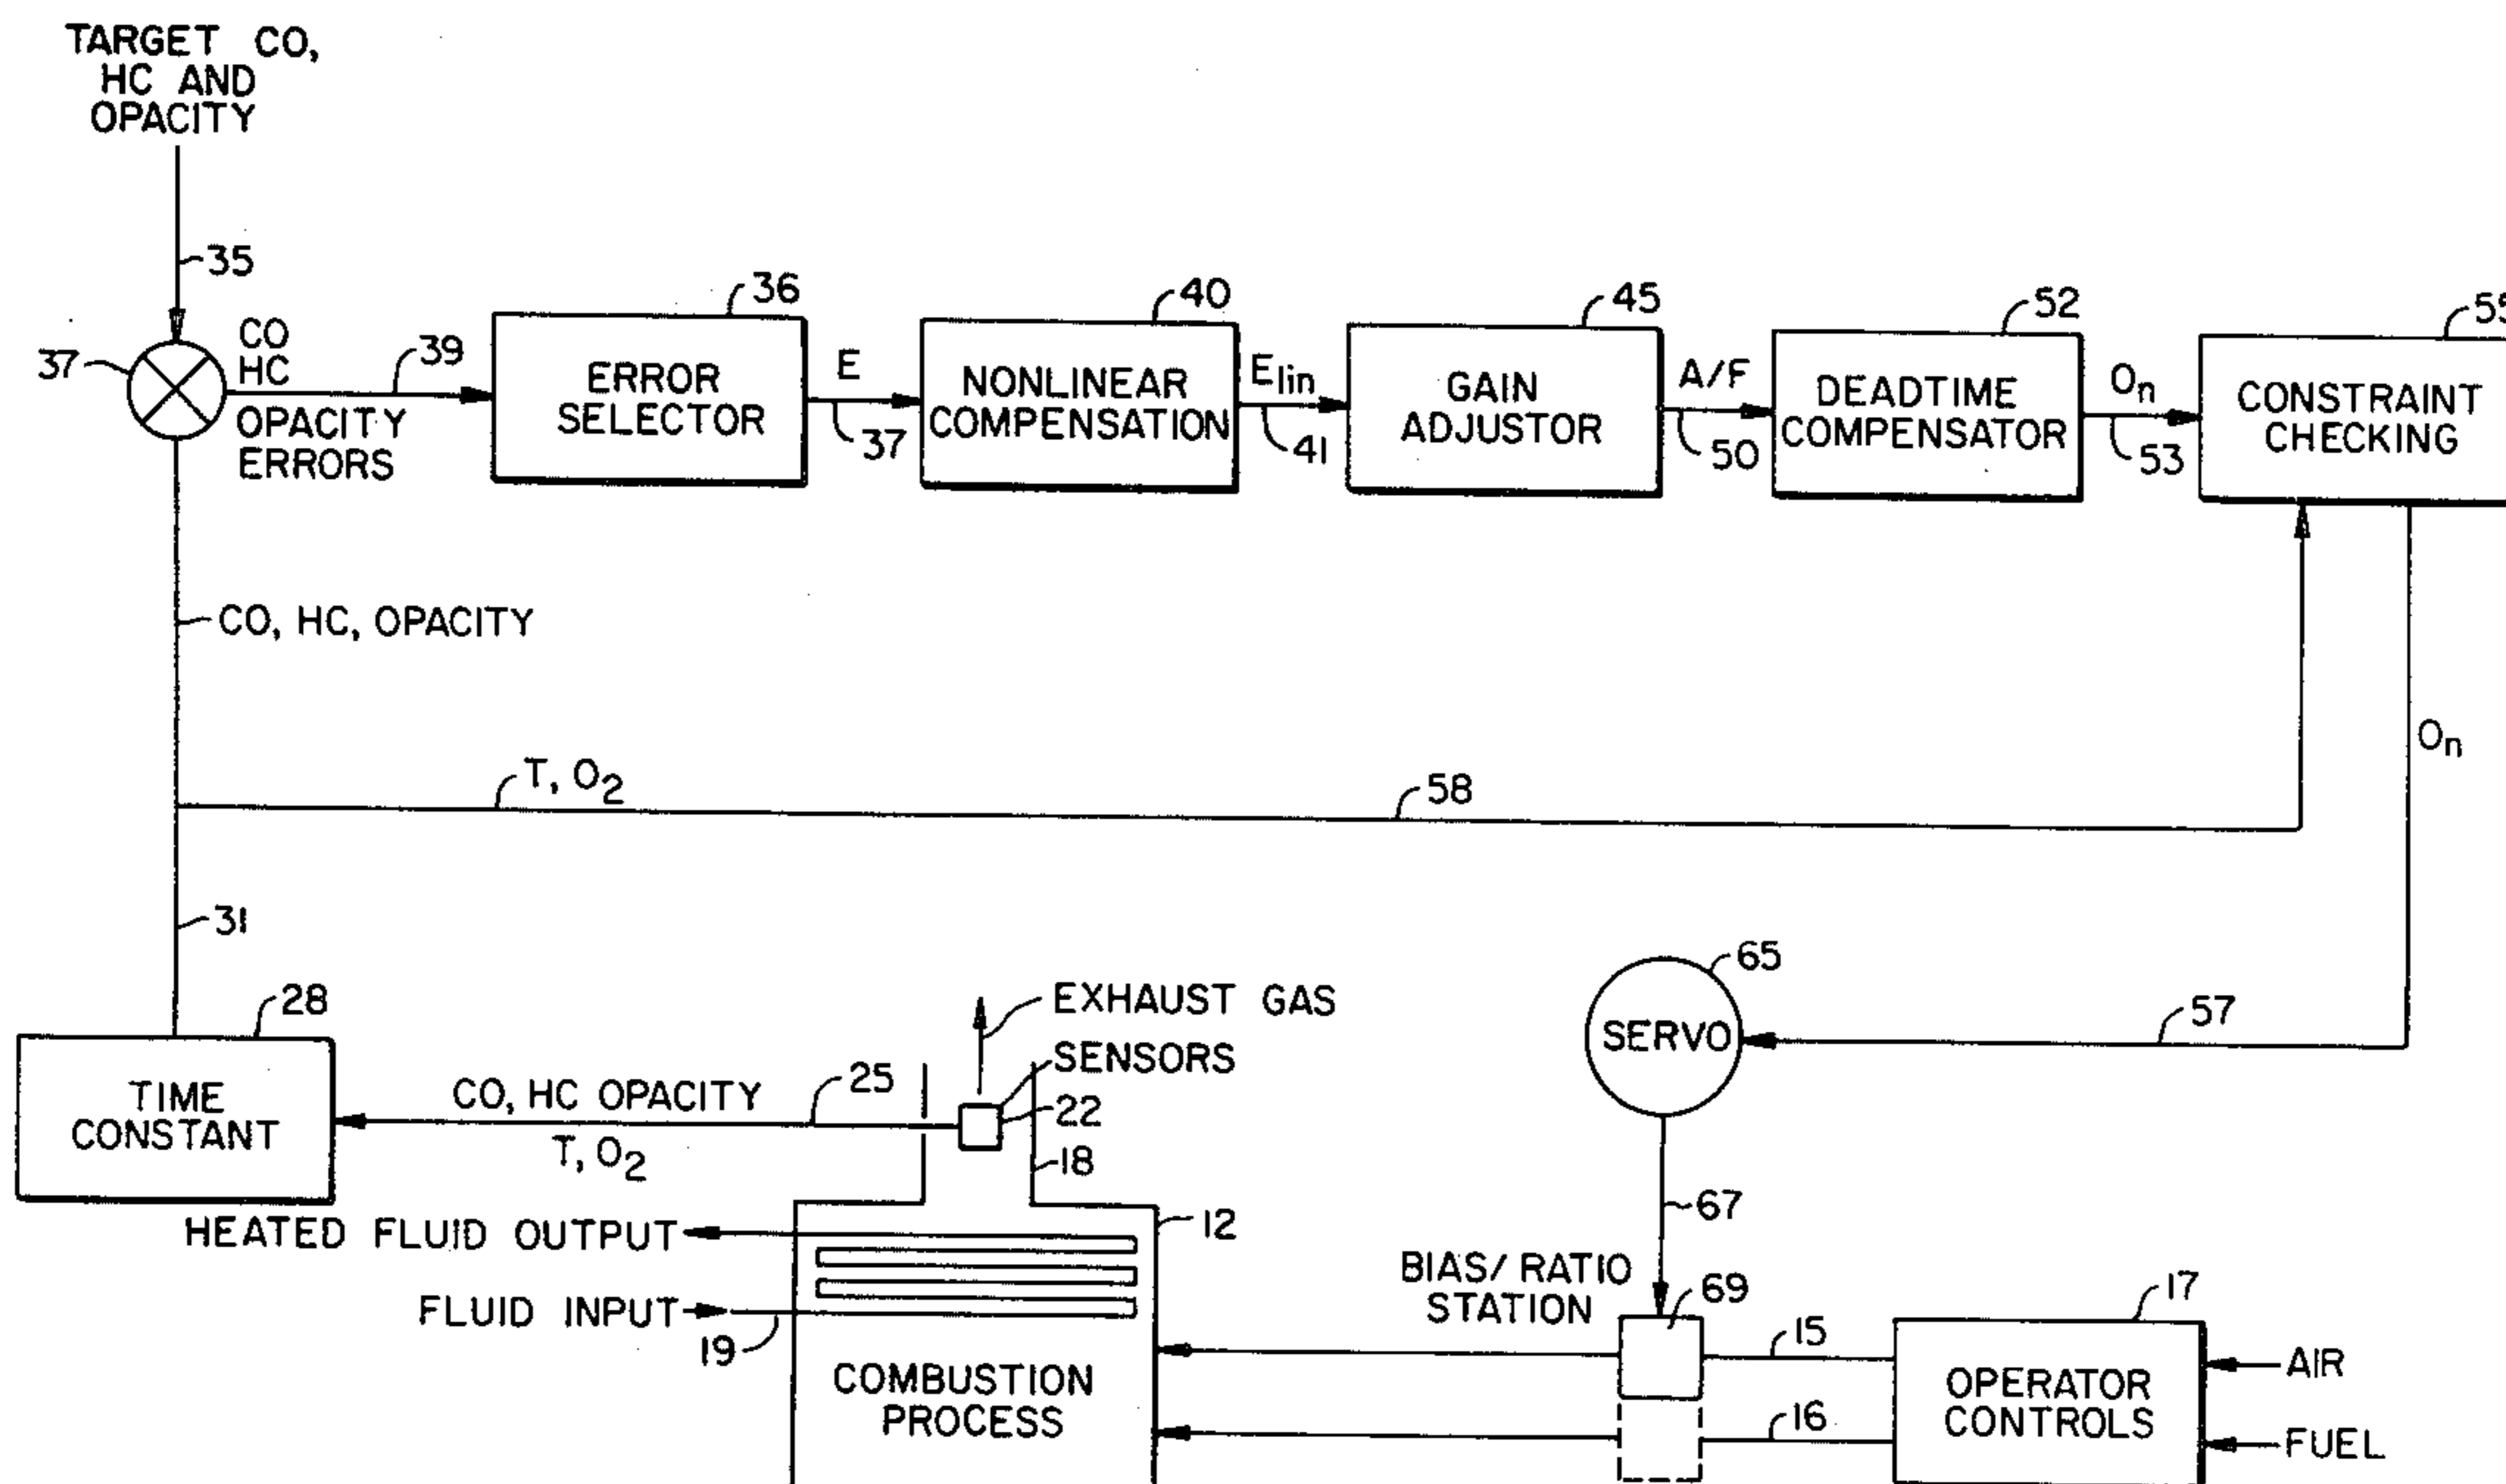 TARGET CO,
HC AND
OPACITY
35
36
40
45
52
55
37
CO
HC
39
OPACITY
ERRORS
ERROR
SELECTOR
E
37
NONLINEAR
COMPENSATION
Elin
41
GAIN
ADJUSTOR
A/F
50
DEADTIME
COMPENSATOR
On
53
CONSTRAINT
CHECKING
CO, HC, OPACITY
On
T, O2
58
31
65
28
EXHAUST GAS
SERVO
57
SENSORS
TIME
CONSTANT
CO, HC OPACITY
25
22
T, O2
18
67
HEATED FLUID OUTPUT
12
BIAS/RATIO
STATION
69
17
FLUID INPUT
19
15
COMBUSTION
PROCESS
OPERATOR
CONTROLS
AIR
16
FUEL